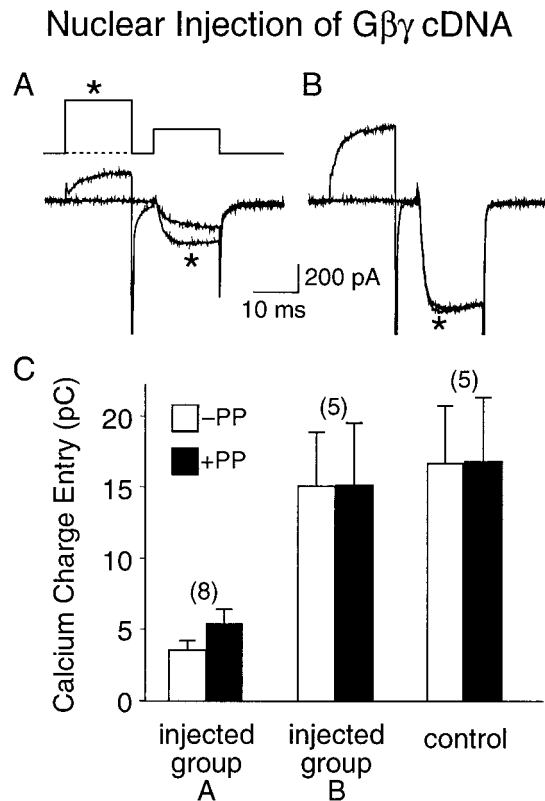 Nuclear Injection of Gβγ cDNA
A
*
B
*
*
200 pA
10 ms
C
Calcium Charge Entry (pC)
20
15
10
5
0
–PP
+PP
(8)
(5)
(5)
injected
group
A
injected
group
B
control